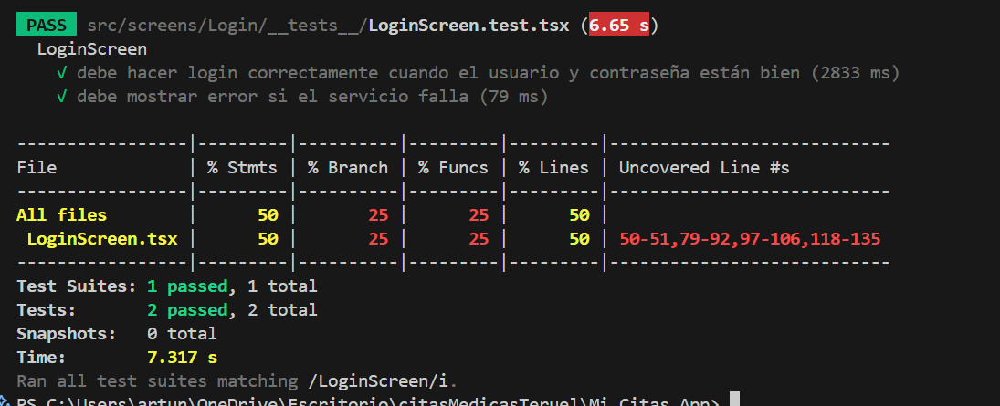 PASS src/screens/Login/__tests__/LoginScreen.test.tsx (6.65 s)
LoginScreen
√ debe hacer login correctamente cuando el usuario y contraseña están bien (2833 ms)
√ debe mostrar error si el servicio falla (79 ms)
-----------------|---------|----------|---------|---------|----------------------------
File             | % Stmts | % Branch | % Funcs | % Lines | Uncovered Line #s
-----------------|---------|----------|---------|---------|----------------------------
All files        |      50 |       25 |      25 |      50 |
 LoginScreen.tsx |      50 |       25 |      25 |      50 | 50-51,79-92,97-106,118-135
-----------------|---------|----------|---------|---------|----------------------------
Test Suites: 1 passed, 1 total
Tests:       2 passed, 2 total
Snapshots:   0 total
Time:        7.317 s
Ran all test suites matching /LoginScreen/i.
PS C:\Users\artun\OneDrive\Escritorio\citasMedicasTeruel\Mi_Citas_App>